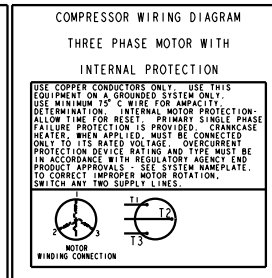 COMPRESSOR WIRING DIAGRAM
THREE PHASE MOTOR WITH
INTERNAL PROTECTION
USE COPPER CONDUCTORS ONLY. USE THIS
EQUIPMENT ON A GROUNDED SYSTEM ONLY.
USE MINIMUM 75° C WIRE FOR AMPACITY
DETERMINATION. INTERNAL MOTOR PROTECTION-
ALLOW TIME FOR RESET. PRIMARY SINGLE PHASE
FAILURE PROTECTION IS PROVIDED. CRANKCASE
HEATER, WHEN APPLIED, MUST BE CONNECTED
ONLY TO ITS RATED VOLTAGE. OVERCURRENT
PROTECTION DEVICE RATING AND TYPE MUST BE
IN ACCORDANCE WITH REGULATORY AGENCY END
PRODUCT APPROVALS - SEE SYSTEM NAMEPLATE.
TO CORRECT IMPROPER MOTOR ROTATION,
SWITCH ANY TWO SUPPLY LINES.
1
2
3
T1
T2
T3
MOTOR
WINDING CONNECTION